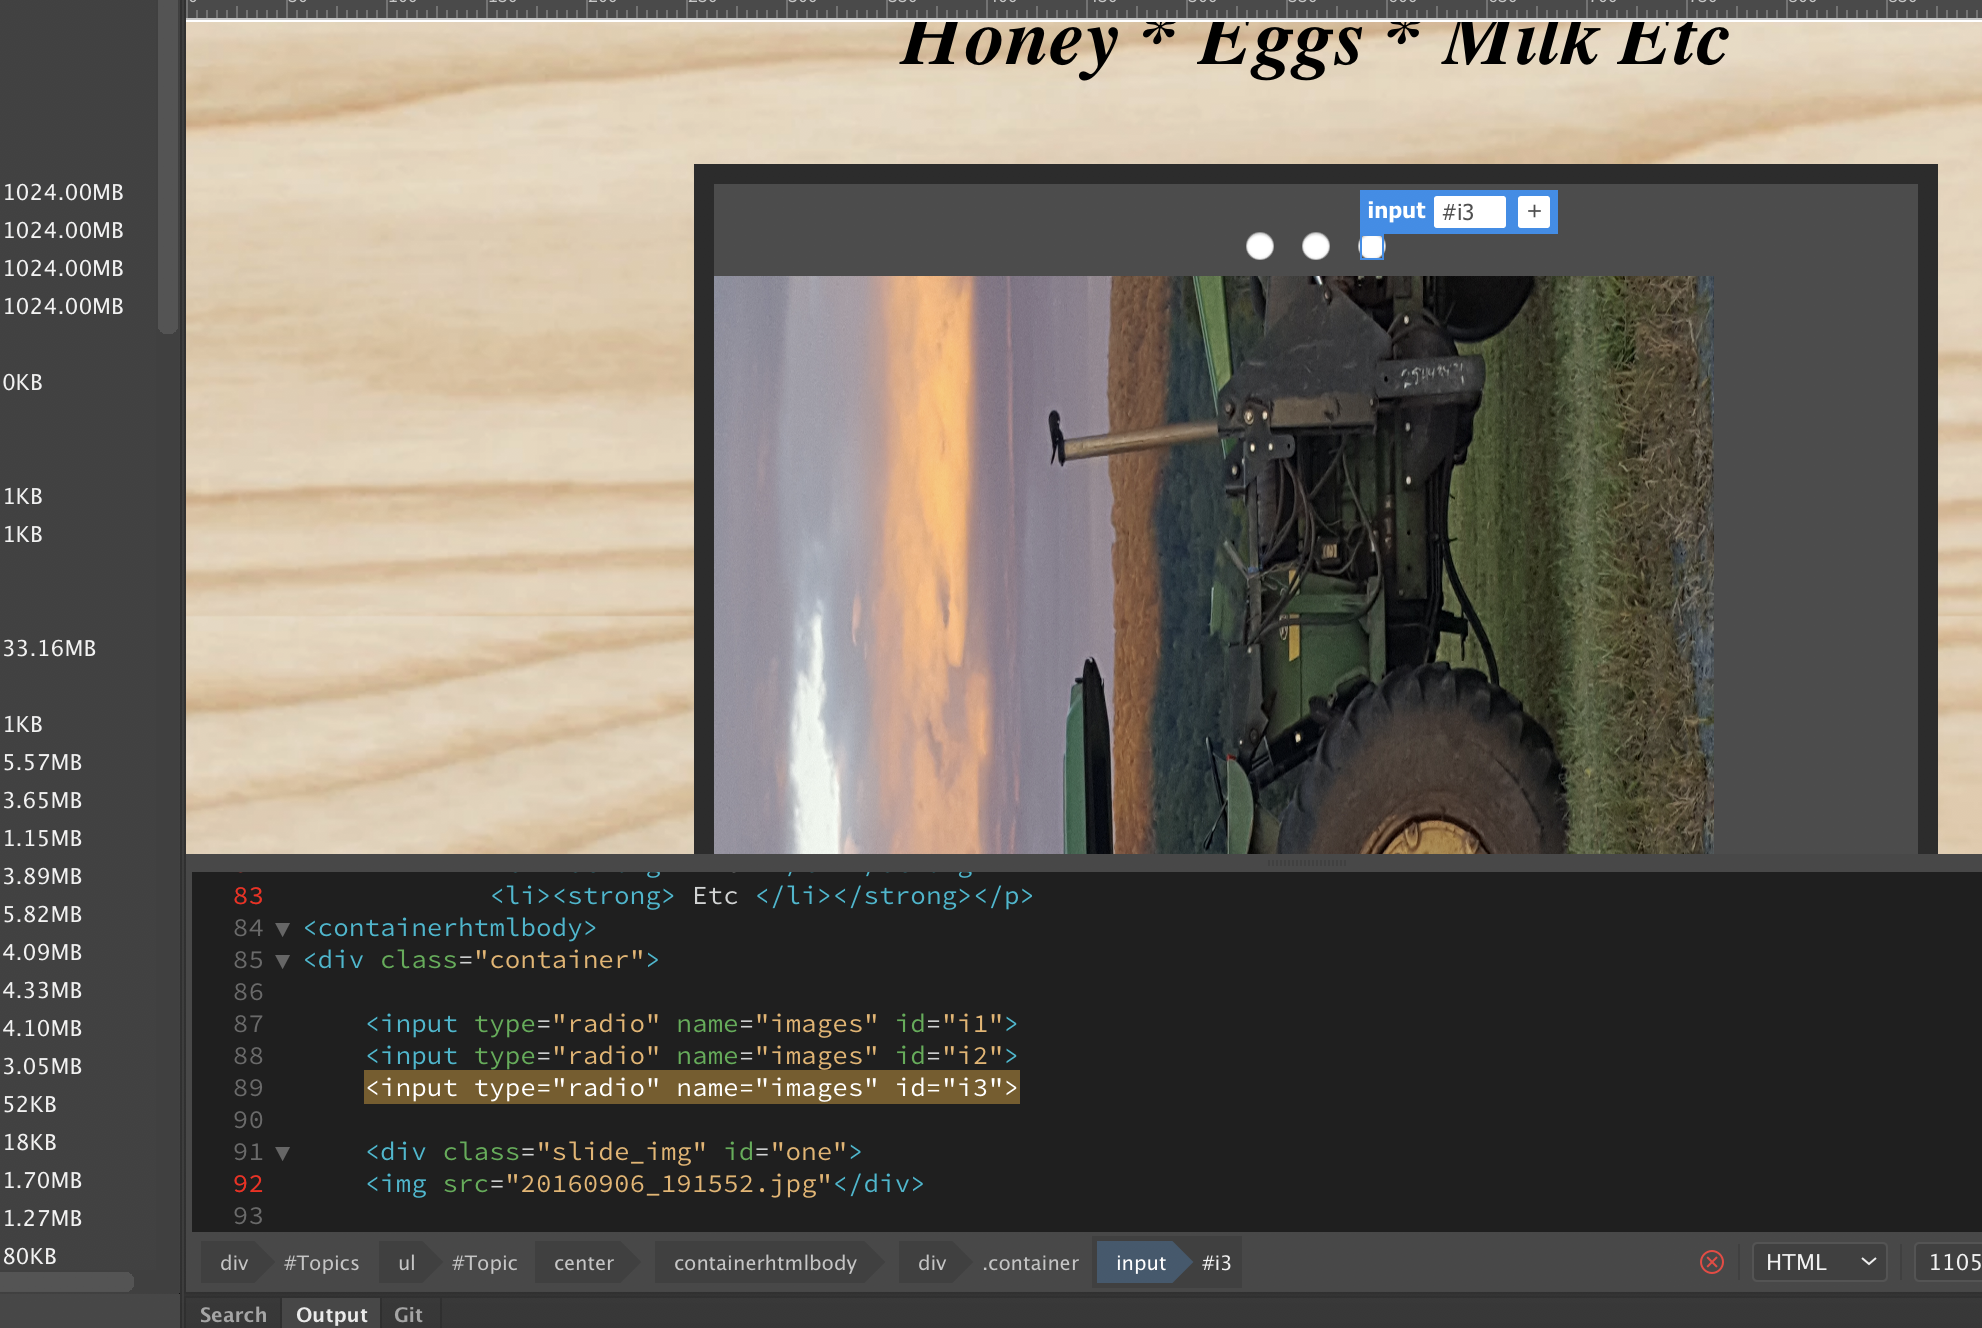 Honey * Eggs * Milk Etc
1024.00MB
1024.00MB
1024.00MB
1024.00MB
0KB
1KB
1KB
33.16MB
1KB
5.57MB
3.65MB
1.15MB
3.89MB
5.82MB
4.09MB
4.33MB
4.10MB
3.05MB
52KB
18KB
1.70MB
1.27MB
80KB
input #i3 +
83 <li><strong> Etc </li></strong></p>
84 ▼ <containerhtmlbody>
85 ▼ <div class="container">
86
87 <input type="radio" name="images" id="i1">
88 <input type="radio" name="images" id="i2">
89 <input type="radio" name="images" id="i3">
90
91 ▼ <div class="slide_img" id="one">
92 <img src="20160906_191552.jpg"</div>
93
div #Topics ul #Topic center containerhtmlbody div .container input #i3
HTML 1105
Search Output Git